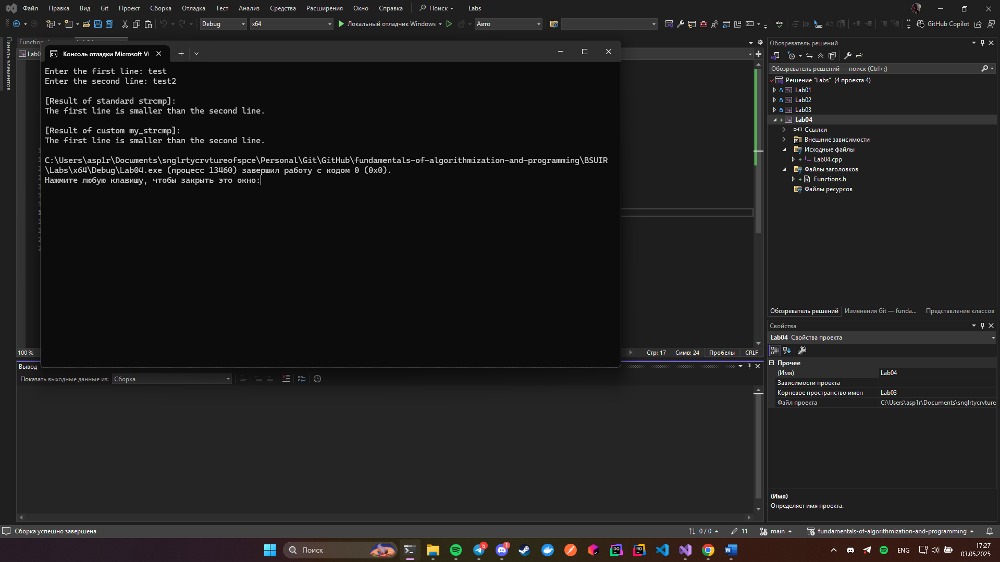 Файл Правка Вид Git Проект Сборка Отладка Тест Анализ Средства Расширения Окно Справка Поиск Labs
Debug x64 Локальный отладчик Windows Авто GitHub Copilot
Панель элементов
Консоль отладки Microsoft Vi
Enter the first line: test
Enter the second line: test2
[Result of standard strcmp]:
The first line is smaller than the second line.
[Result of custom my_strcmp]:
The first line is smaller than the second line.
C:\Users\asp1r\Documents\snglrtycrvtureofspce\Personal\Git\GitHub\fundamentals-of-algorithmization-and-programming\BSUIR
\Labs\x64\Debug\Lab04.exe (процесс 13460) завершил работу с кодом 0 (0x0).
Нажмите любую клавишу, чтобы закрыть это окно:
100 %
Стр: 17 Симв: 24 Пробелы CRLF
Вывод
Показать выходные данные из: Сборка
Обозреватель решений
Обозреватель решений — поиск (Ctrl+;)
Решение "Labs" (4 проекта 4)
Lab01
Lab02
Lab03
Lab04
Ссылки
Внешние зависимости
Исходные файлы
Lab04.cpp
Файлы заголовков
Functions.h
Файлы ресурсов
Обозреватель решений Изменения Git — funda... Представление классов
Свойства
Lab04 Свойства проекта
Прочее
(Имя) Lab04
Зависимости проекта
Корневое пространство имен Lab03
Файл проекта C:\Users\asp1r\Documents\snglrtycrvture
(Имя)
Определяет имя проекта.
Сборка успешно завершена 0 / 0 11 main fundamentals-of-algorithmization-and-programming
Поиск 6 1 DG RD ENG 17:27
03.05.2025